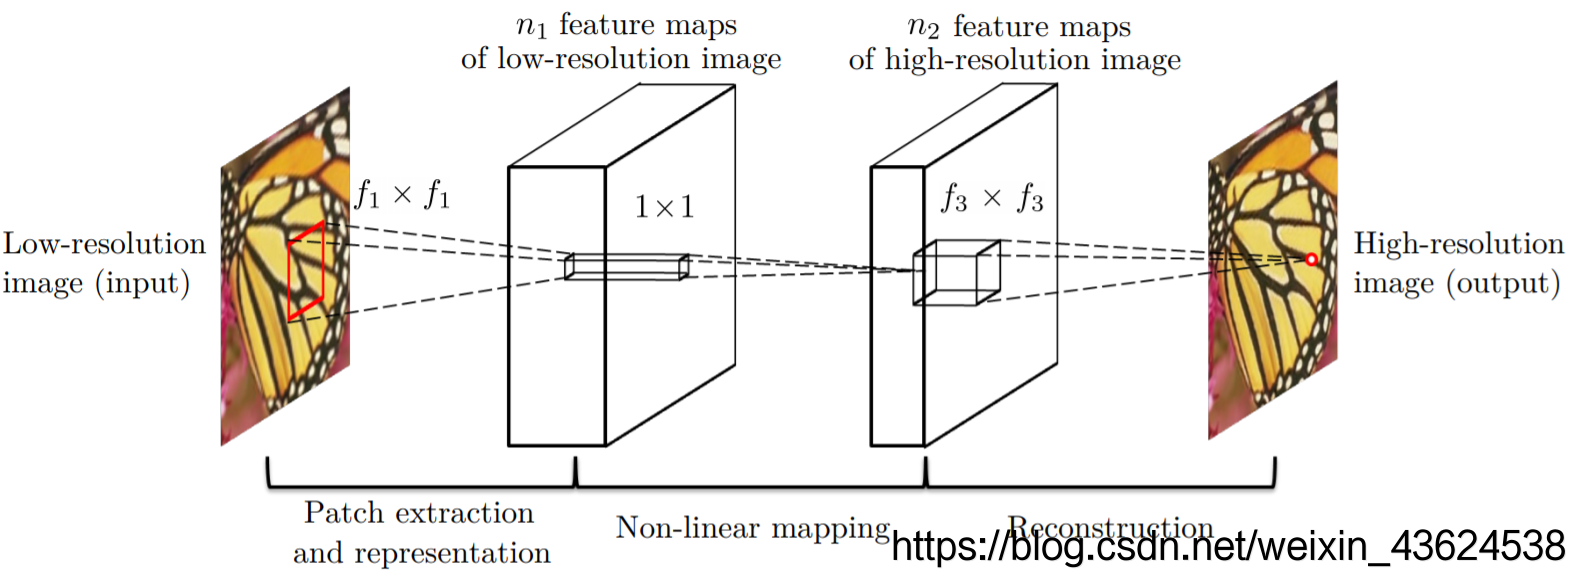 n₁ feature maps
of low-resolution image
n₂ feature maps
of high-resolution image
f₁ × f₁
1×1
f₃ × f₃
Low-resolution
image (input)
High-resolution
image (output)
Patch extraction
and representation
Non-linear mapping
Reconstruction
https://blog.csdn.net/weixin_43624538